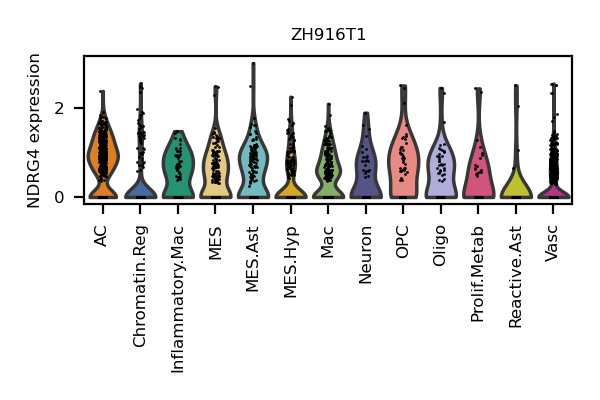 ZH916T1
NDRG4 expression
2
0
AC
Chromatin.Reg
Inflammatory.Mac
MES
MES.Ast
MES.Hyp
Mac
Neuron
OPC
Oligo
Prolif.Metab
Reactive.Ast
Vasc